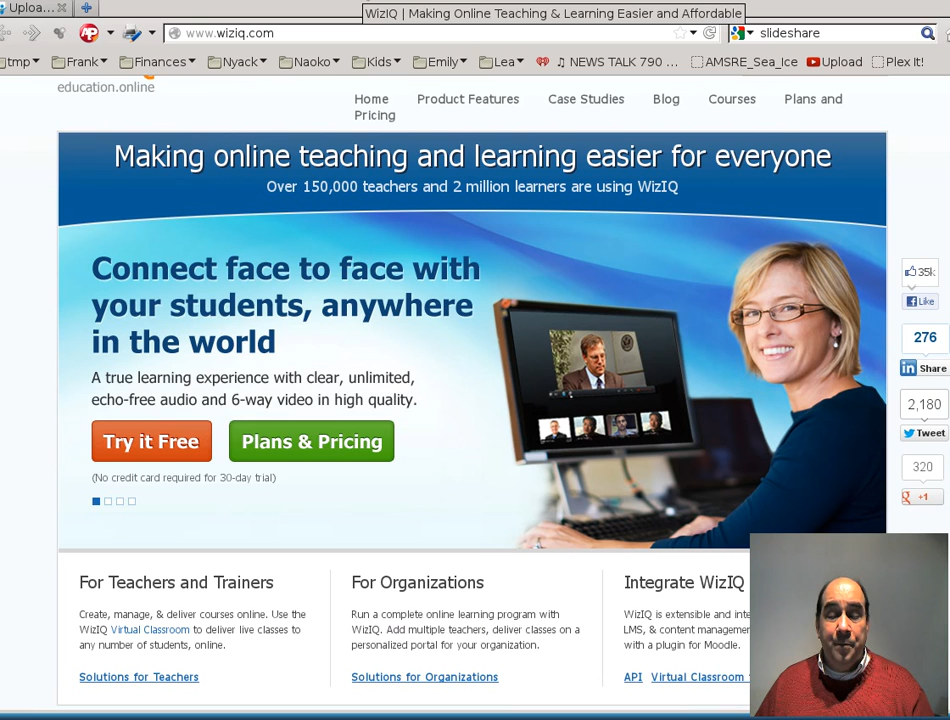 Uploa...
WizIQ | Making Online Teaching & Learning Easier and Affordable
www.wiziq.com
slideshare
tmp Frank Finances Nyack Naoko Kids Emily Lea NEWS TALK 790 ... AMSRE_Sea_Ice Upload Plex It!
education.online
Home Product Features Case Studies Blog Courses Plans and
Pricing
Making online teaching and learning easier for everyone
Over 150,000 teachers and 2 million learners are using WizIQ
Connect face to face with
your students, anywhere
in the world
A true learning experience with clear, unlimited,
echo-free audio and 6-way video in high quality.
Try it Free Plans & Pricing
(No credit card required for 30-day trial)
35k
Like
276
Share
2,180
Tweet
320
+1
For Teachers and Trainers
Create, manage, & deliver courses online. Use the
WizIQ Virtual Classroom to deliver live classes to
any number of students, online.
Solutions for Teachers
For Organizations
Run a complete online learning program with
WizIQ. Add multiple teachers, deliver classes on a
personalized portal for your organization.
Solutions for Organizations
Integrate WizIQ
WizIQ is extensible and
LMS, & content
with a plugin for Moodle.
API Virtual Classroom